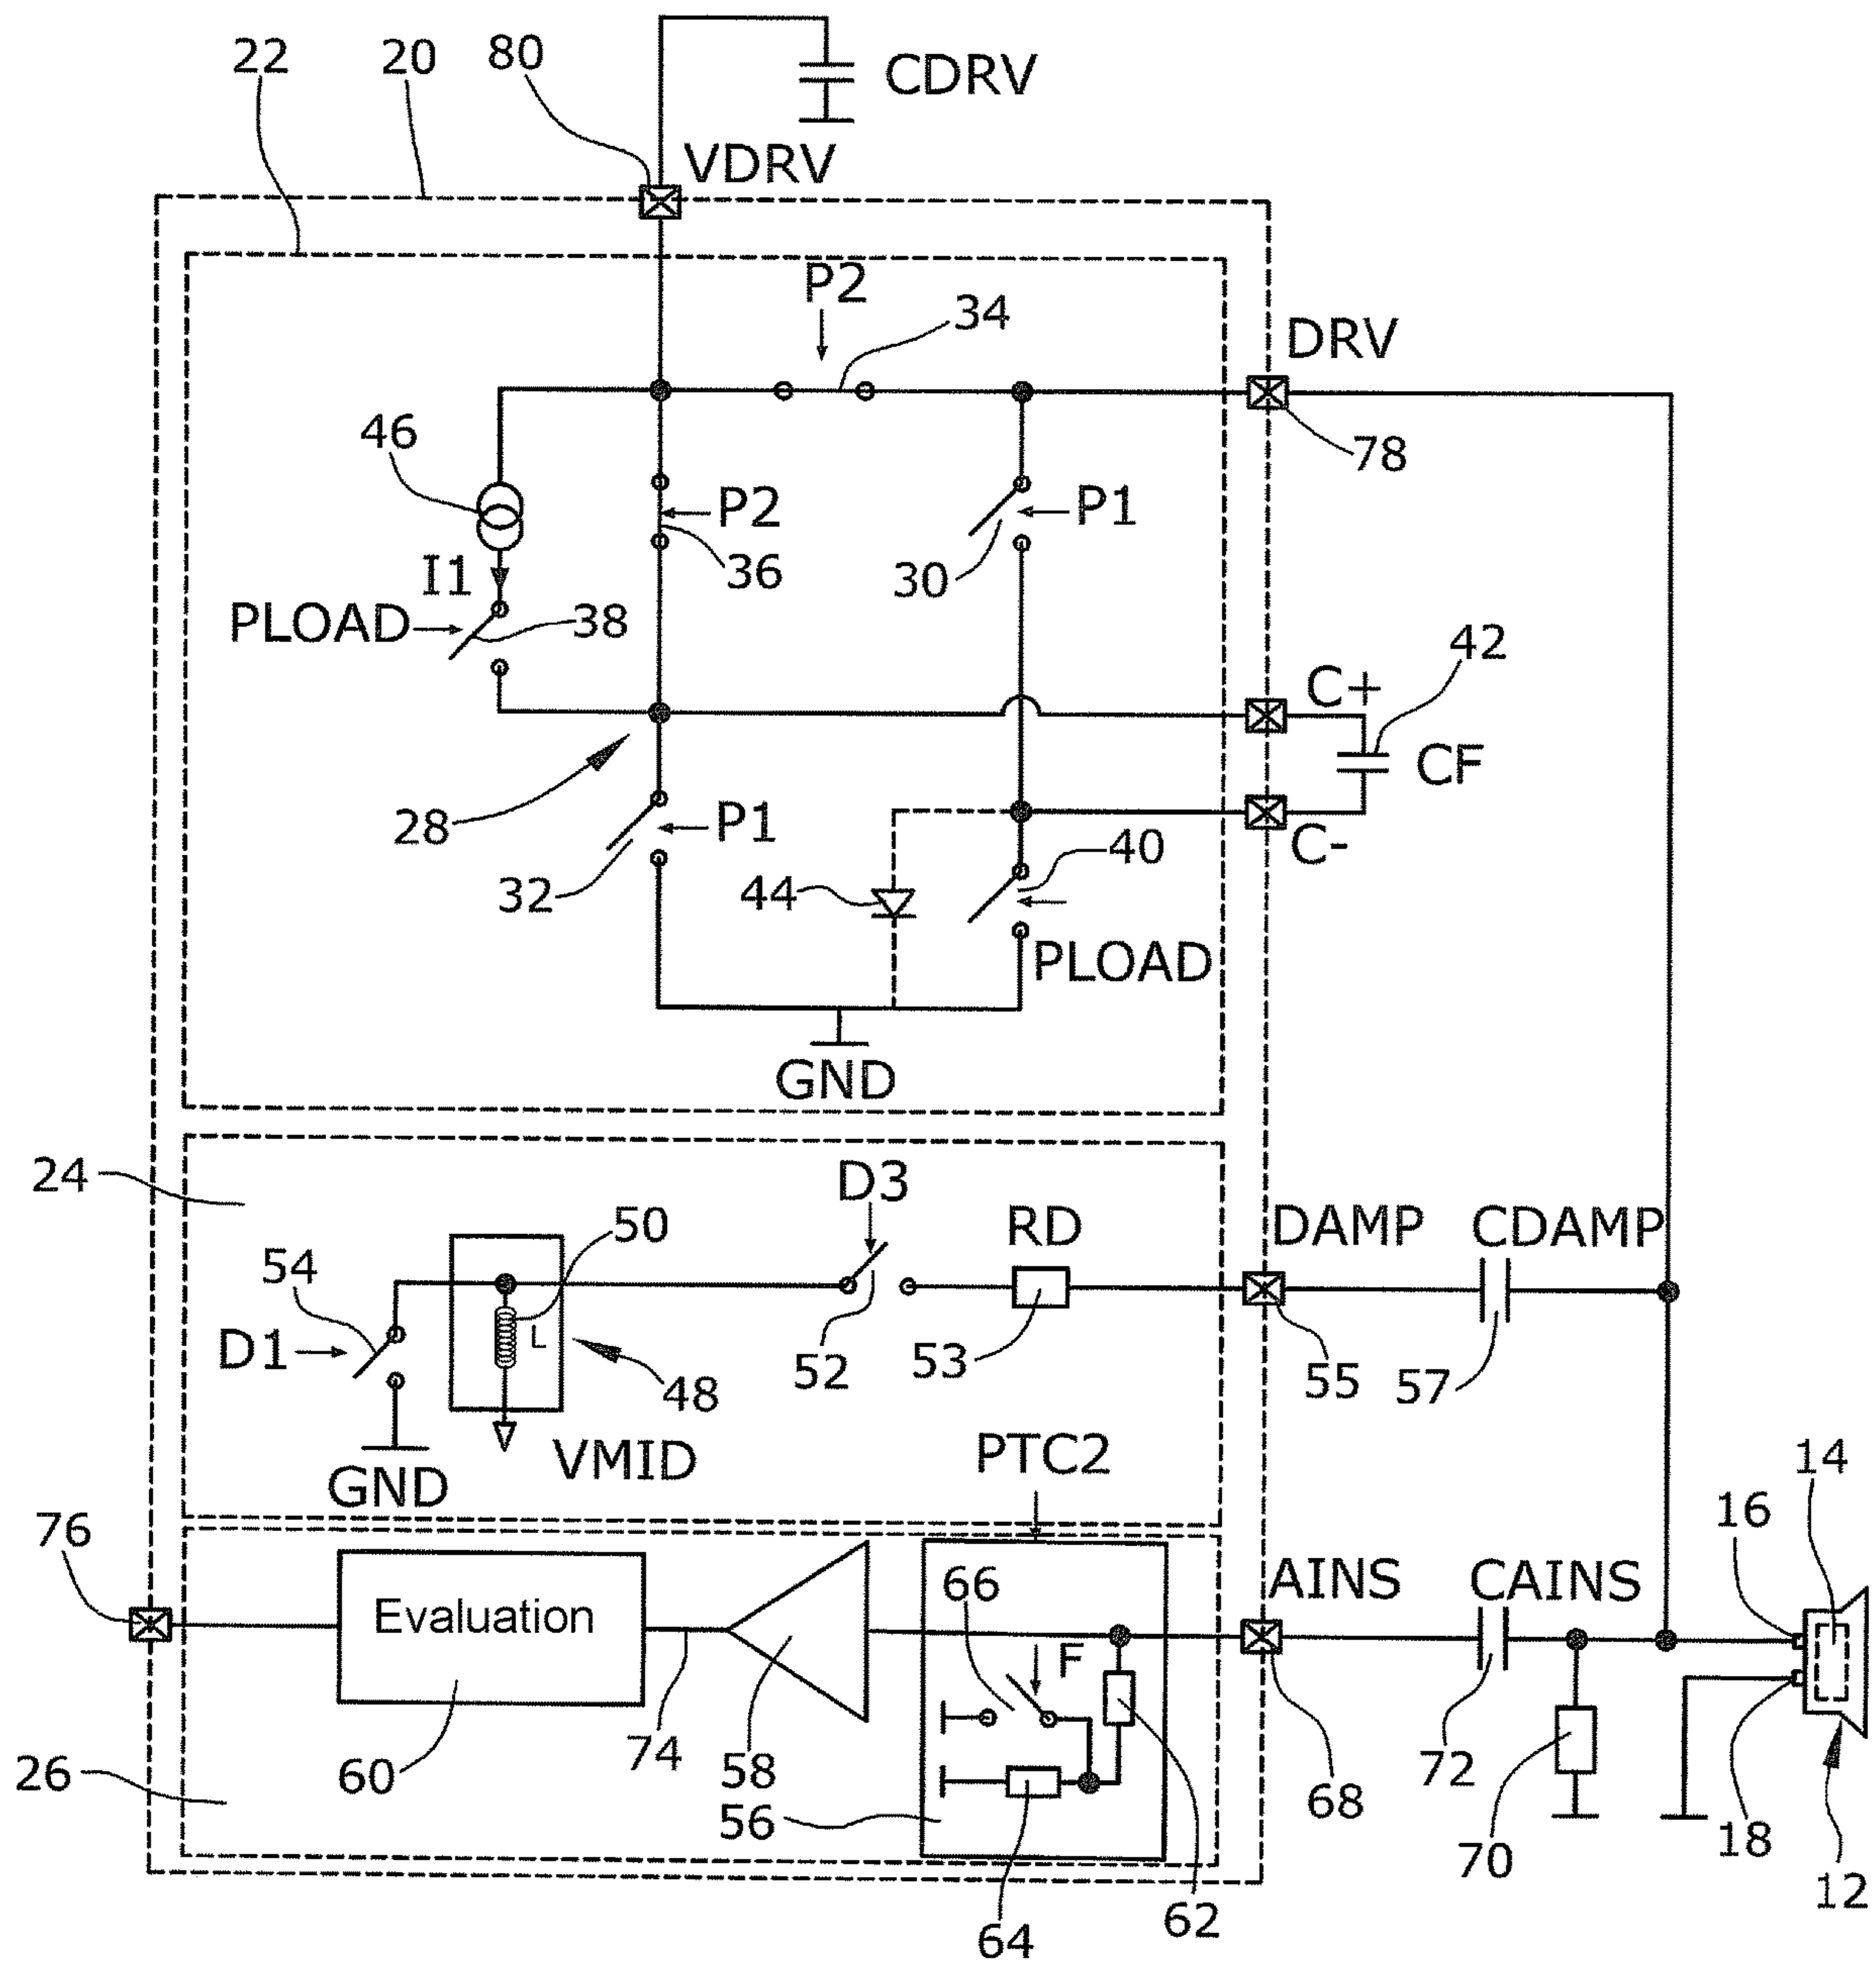 22
20
80
CDRV
VDRV
P2
34
DRV
46
78
P2
P1
I1
36
30
PLOAD
38
42
C+
CF
28
P1
C-
32
44
40
PLOAD
GND
24
D3
50
RD
DAMP
CDAMP
54
L
D1
52
53
55
57
48
VMID
PTC2
GND
14
16
76
AINS
CAINS
66
Evaluation
F
58
74
60
26
56
68
72
70
18
12
62
64